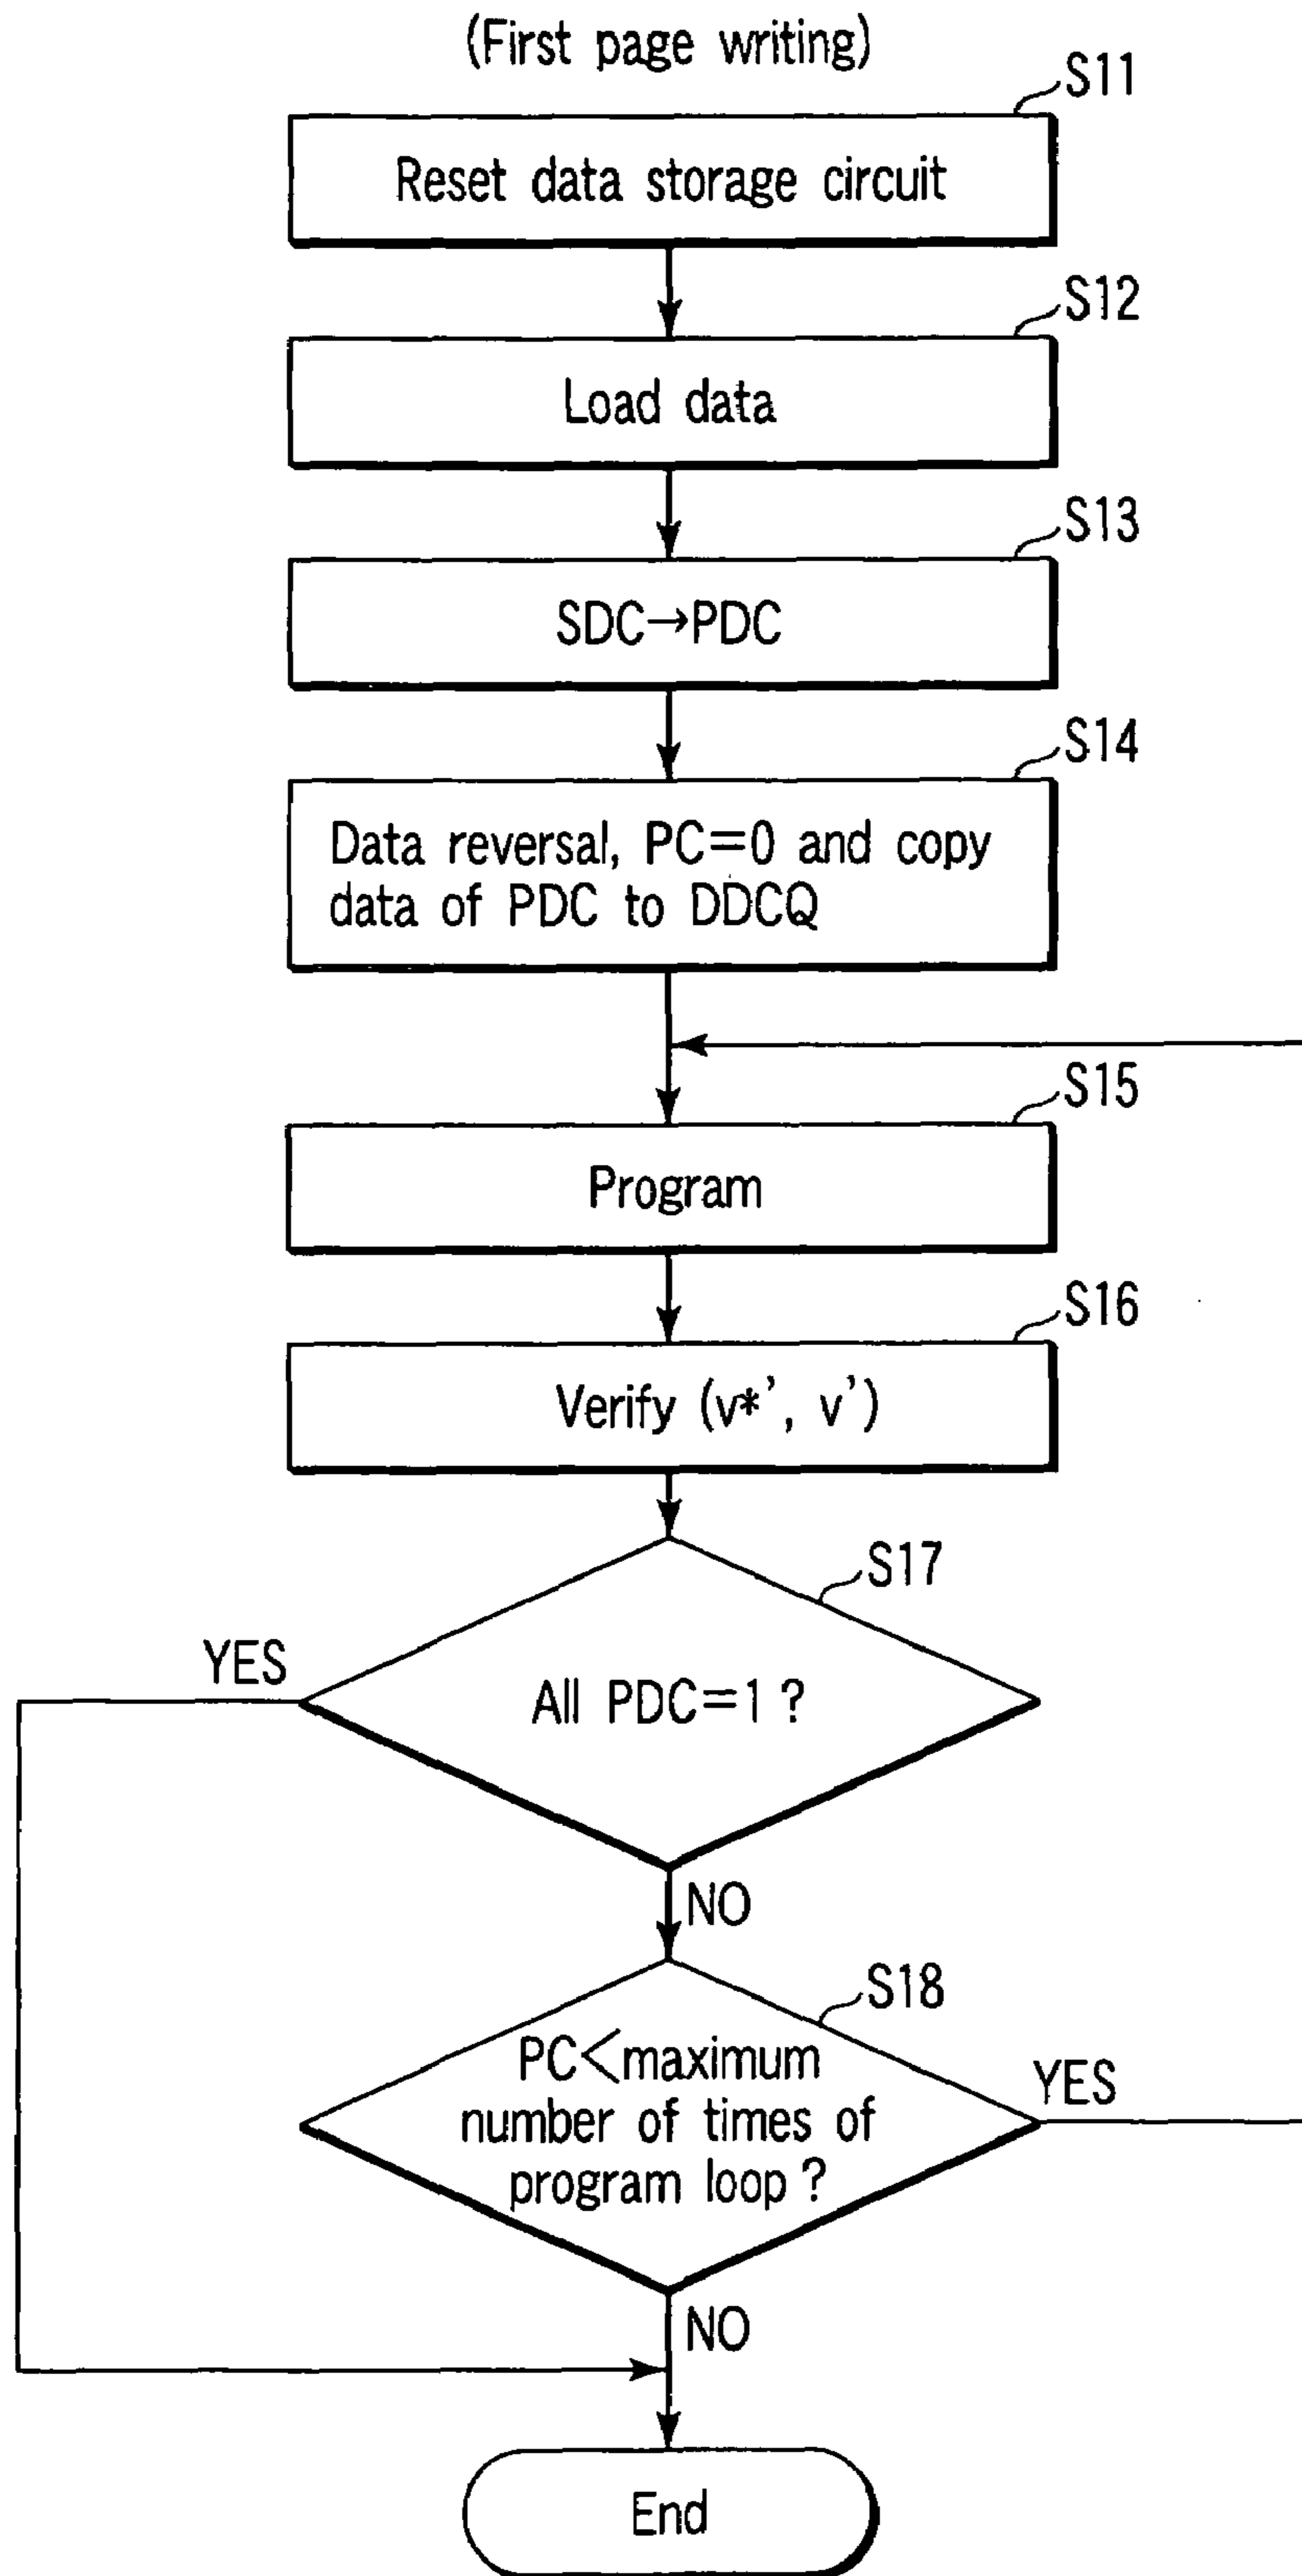 (First page writing)
S11
Reset data storage circuit
S12
Load data
S13
SDC→PDC
S14
Data reversal, PC=0 and copy
data of PDC to DDCQ
S15
Program
S16
Verify (v*’, v’)
S17
YES
All PDC=1 ?
NO
S18
PC<maximum
number of times of
program loop ?
YES
NO
End